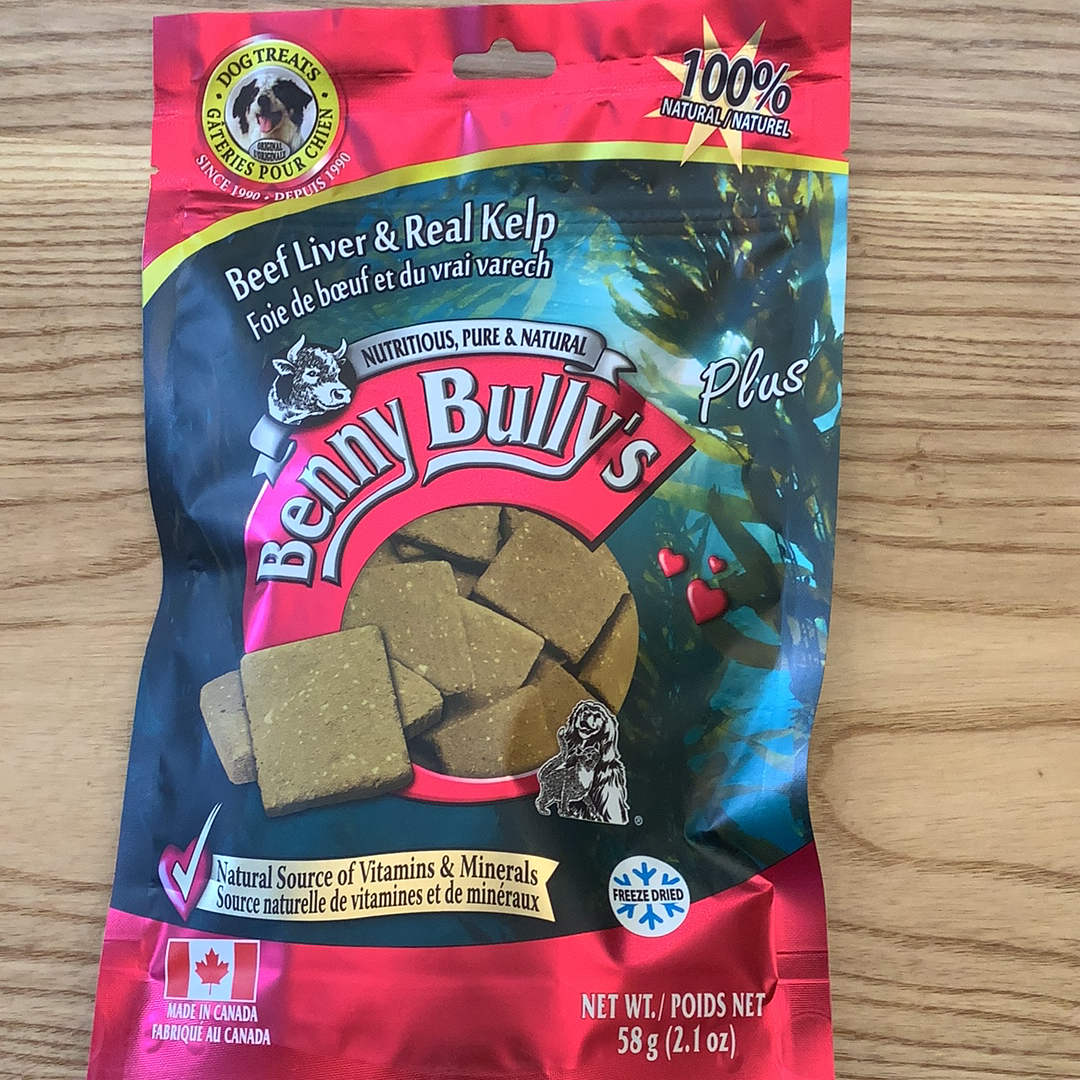 DOG TREATS
GÂTERIES POUR CHIEN
ORIGINAL
L'ORIGINALE
SINCE 1990 • DEPUIS 1990
100%
NATURAL/NATUREL
Beef Liver & Real Kelp
Foie de bœuf et du vrai varech
NUTRITIOUS, PURE & NATURAL
Benny Bully's
Plus
®
Natural Source of Vitamins & Minerals
Source naturelle de vitamines et de minéraux
FREEZE DRIED
MADE IN CANADA
FABRIQUÉ AU CANADA
NET WT./ POIDS NET
58 g (2.1 oz)